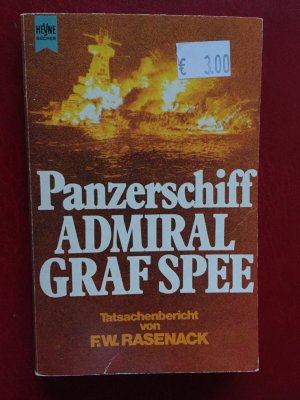 HEYNE
BÜCHER
€ 3.00
Panzerschiff
ADMIRAL
GRAF SPEE
Tatsachenbericht
von
F.W. RASENACK